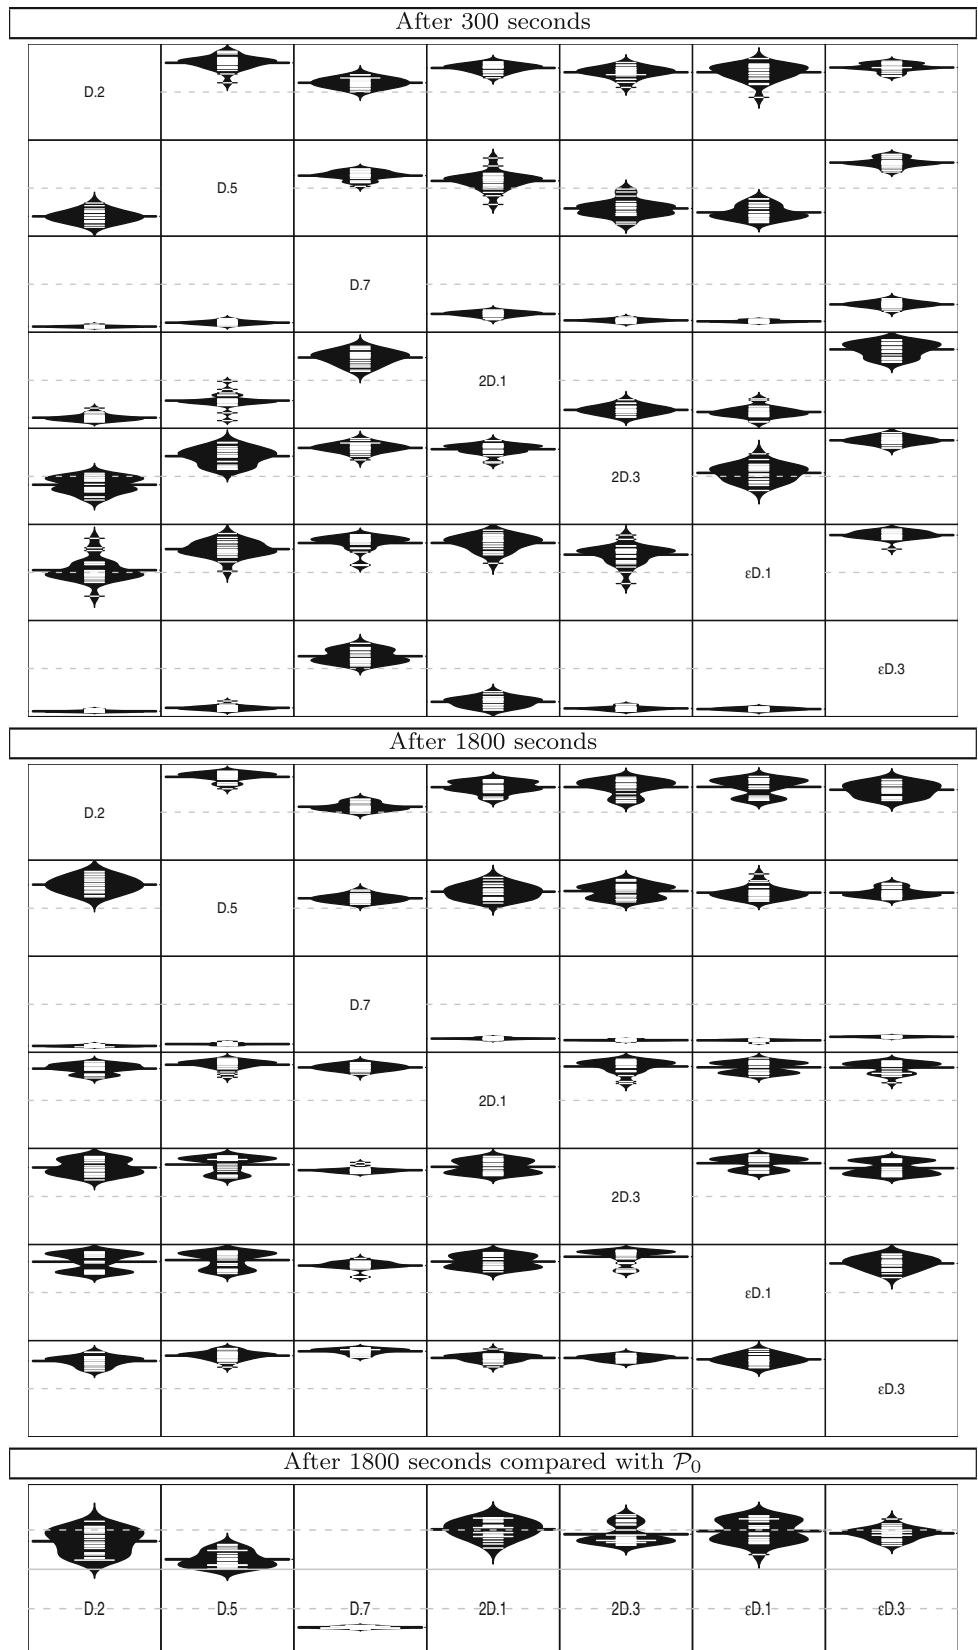 After 300 seconds
D.2
D.5
D.7
2D.1
2D.3
εD.1
εD.3
After 1800 seconds
D.2
D.5
D.7
2D.1
2D.3
εD.1
εD.3
After 1800 seconds compared with 𝒫₀
D.2 D.5 D.7 2D.1 2D.3 εD.1 εD.3